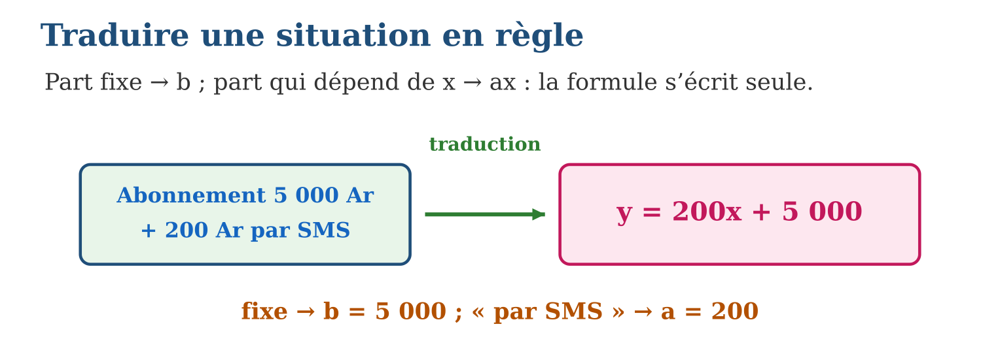 Traduire une situation en règle
Part fixe → b ; part qui dépend de x → ax : la formule s’écrit seule.
traduction
Abonnement 5 000 Ar
+ 200 Ar par SMS
y = 200x + 5 000
fixe → b = 5 000 ; « par SMS » → a = 200